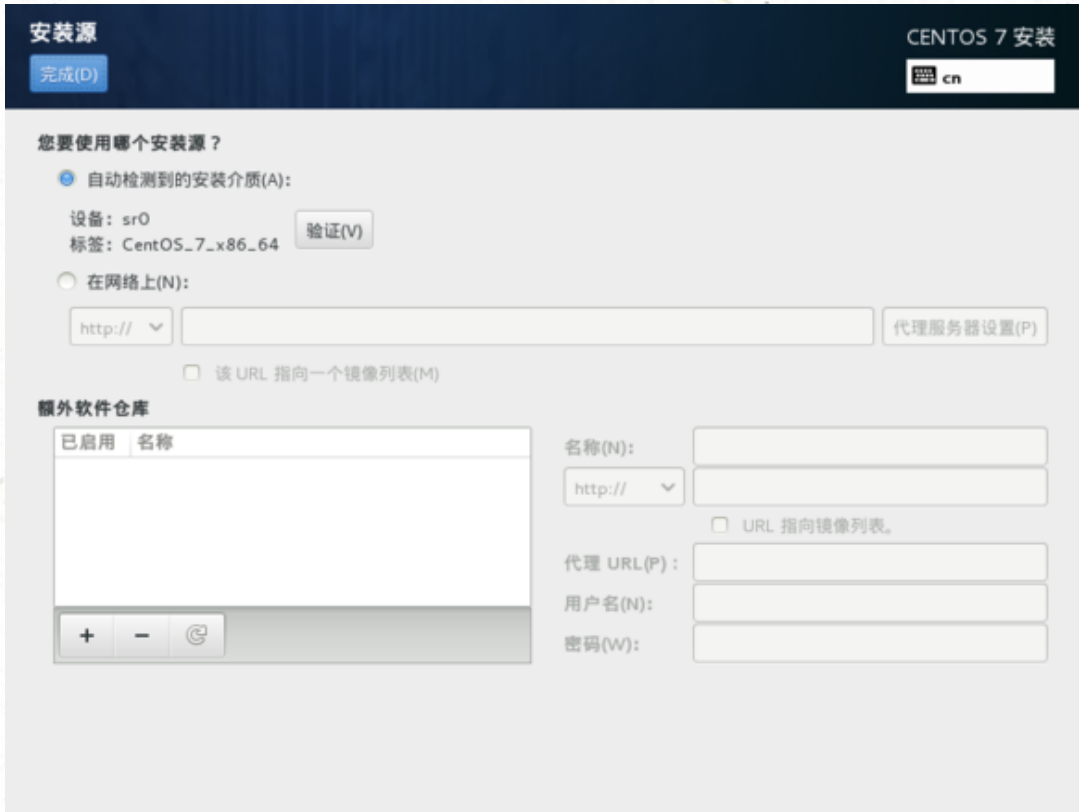 安装源
CENTOS 7 安装
完成(D)
cn
您要使用哪个安装源？
自动检测到的安装介质(A):
设备: sr0
标签: CentOS_7_x86_64
验证(V)
在网络上(N):
http://
代理服务器设置(P)
该 URL 指向一个镜像列表(M)
额外软件仓库
已启用 名称
名称(N):
http://
URL 指向镜像列表。
代理 URL(P) :
用户名(N):
密码(W):